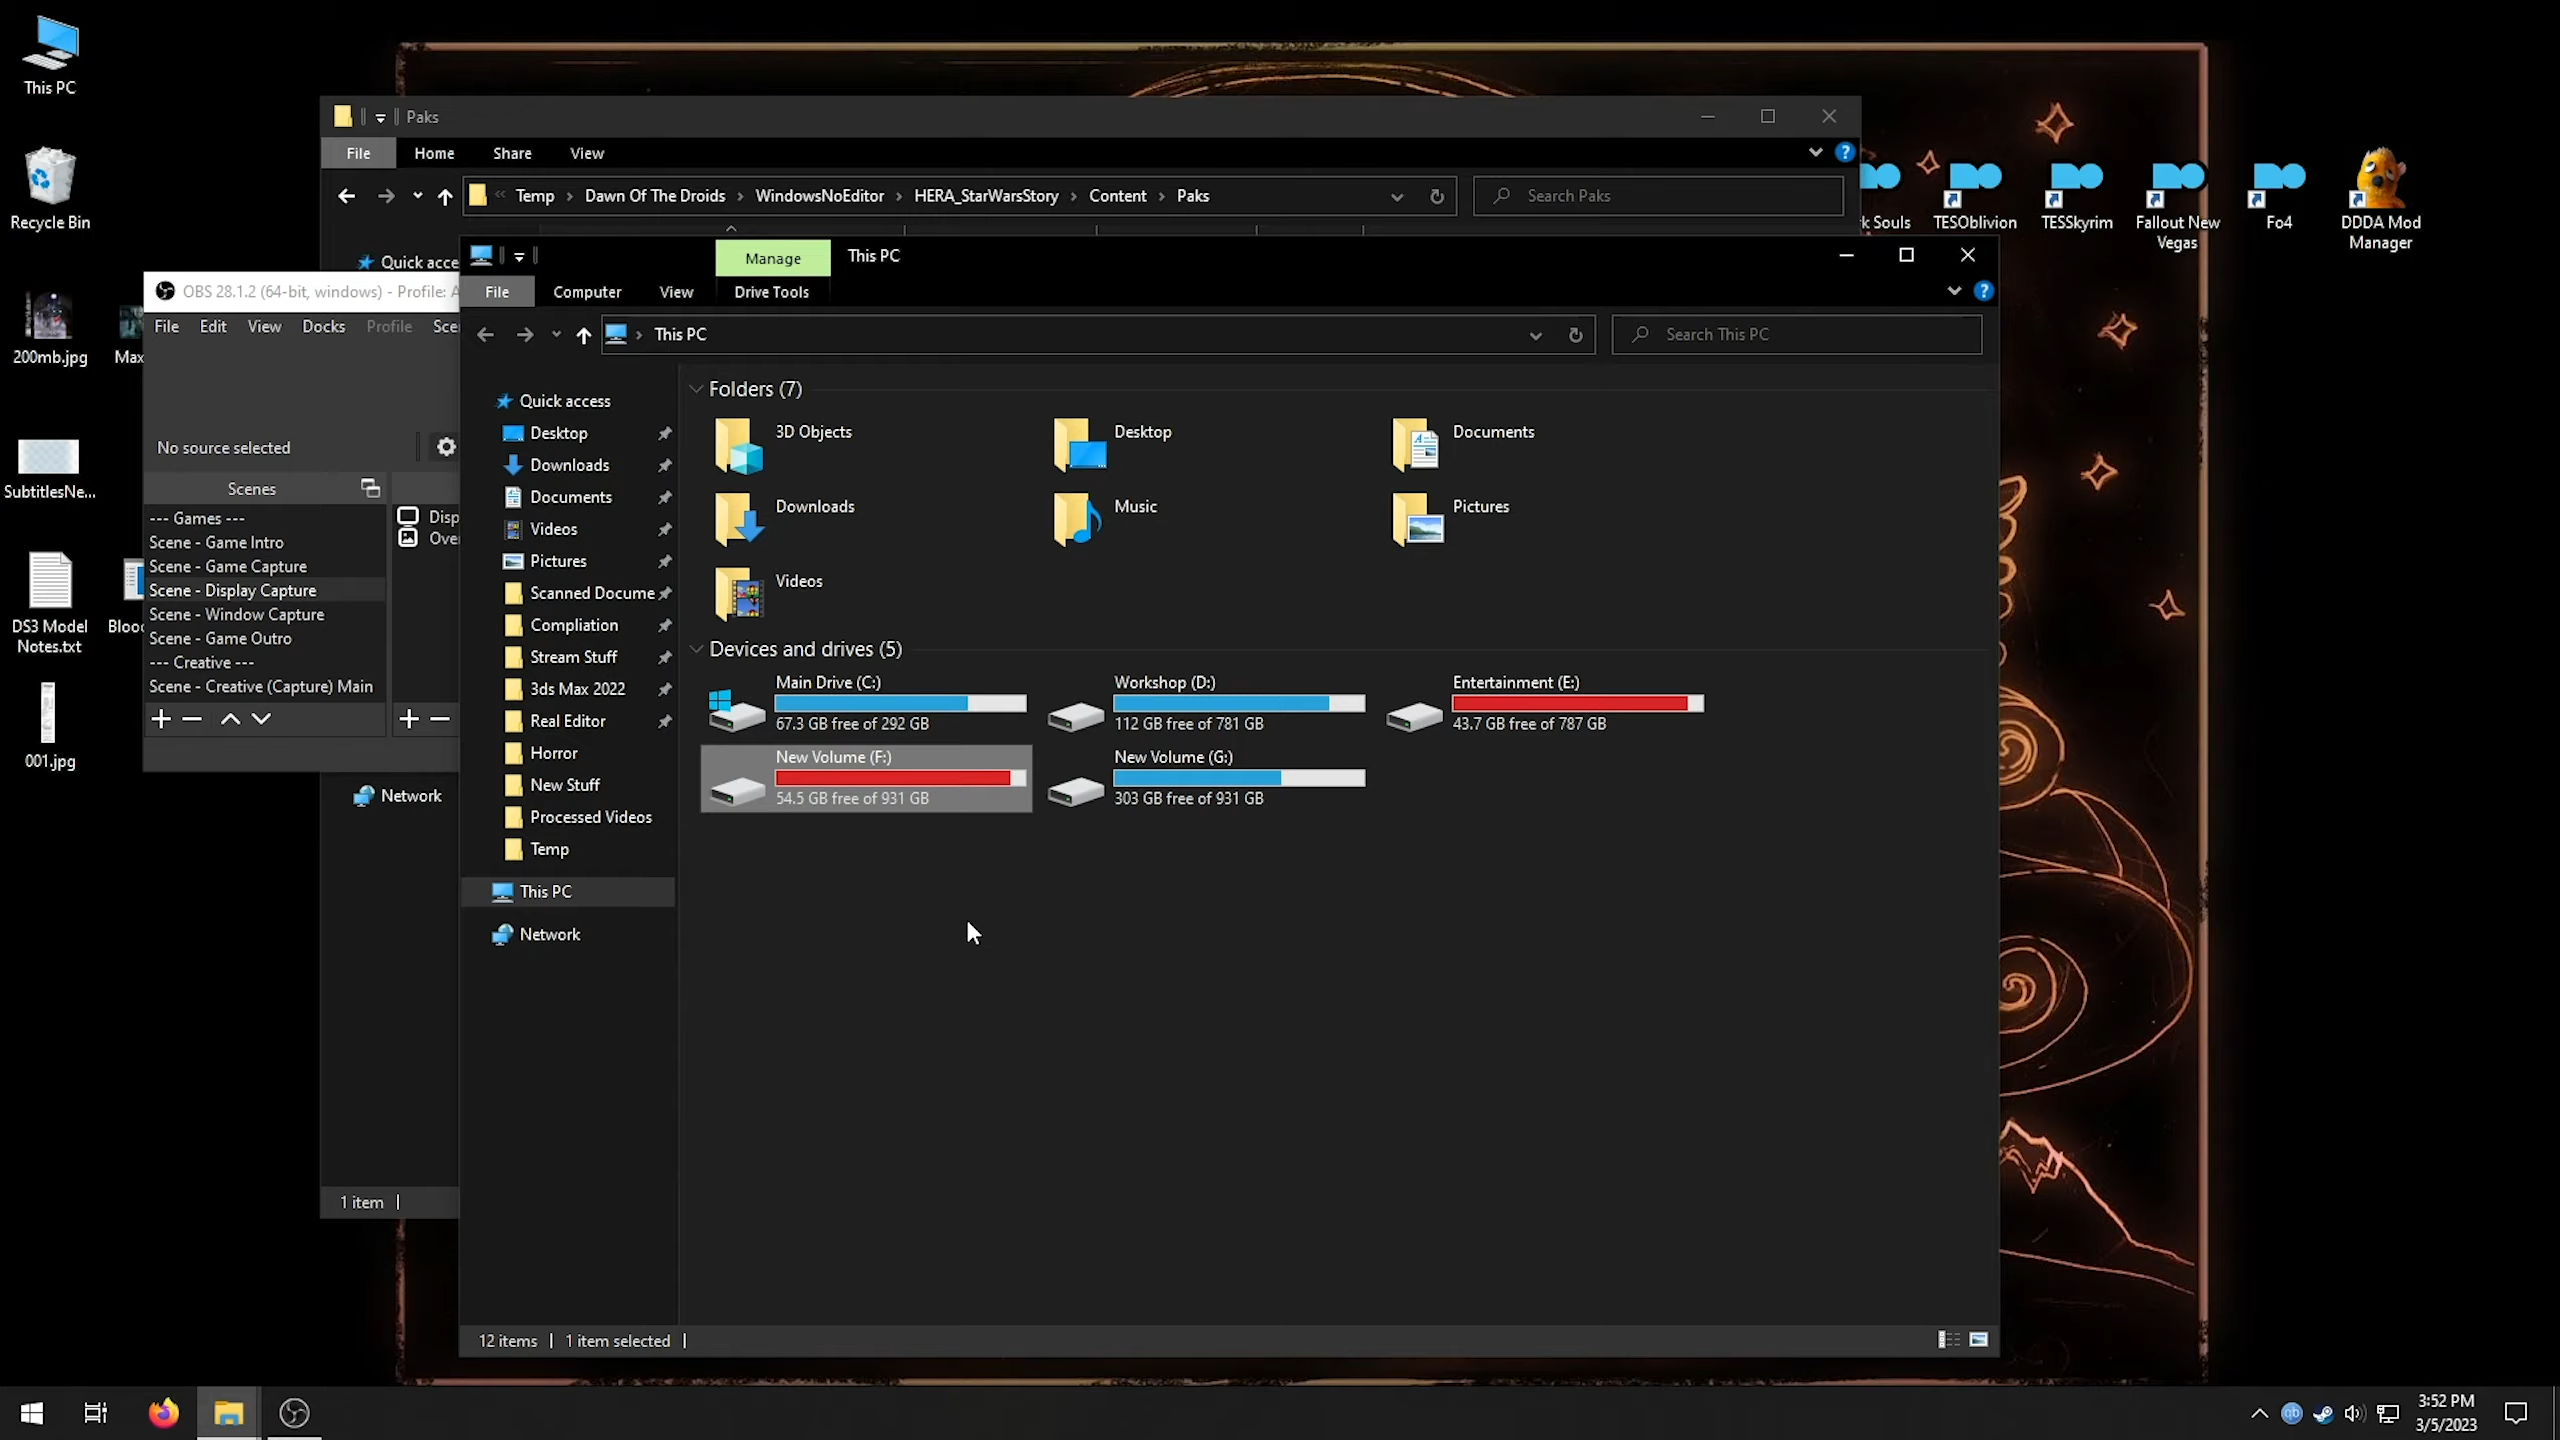 This PC
Recycle Bin
200mb.jpg
Max
SubtitlesNe...
DS3 Model
Notes.txt
Bloo
001.jpg
Paks
File
Home
Share
View
Temp
Dawn Of The Droids
WindowsNoEditor
HERA_StarWarsStory
Content
Paks
Search Paks
Quick acce
Network
1 item
OBS 28.1.2 (64-bit, windows) - Profile: A
File
Edit
View
Docks
Profile
Sce
No source selected
Scenes
--- Games ---
Scene - Game Intro
Scene - Game Capture
Scene - Display Capture
Scene - Window Capture
Scene - Game Outro
--- Creative ---
Scene - Creative (Capture) Main
Disp
Over
Manage
This PC
File
Computer
View
Drive Tools
This PC
Search This PC
Quick access
Desktop
Downloads
Documents
Videos
Pictures
Scanned Docume
Compliation
Stream Stuff
3ds Max 2022
Real Editor
Horror
New Stuff
Processed Videos
Temp
This PC
Network
Folders (7)
3D Objects
Desktop
Documents
Downloads
Music
Pictures
Videos
Devices and drives (5)
Main Drive (C:)
67.3 GB free of 292 GB
Workshop (D:)
112 GB free of 781 GB
Entertainment (E:)
43.7 GB free of 787 GB
New Volume (F:)
54.5 GB free of 931 GB
New Volume (G:)
303 GB free of 931 GB
12 items
1 item selected
rk Souls
TESOblivion
TESSkyrim
Fallout New
Vegas
Fo4
DDDA Mod
Manager
3:52 PM
3/5/2023